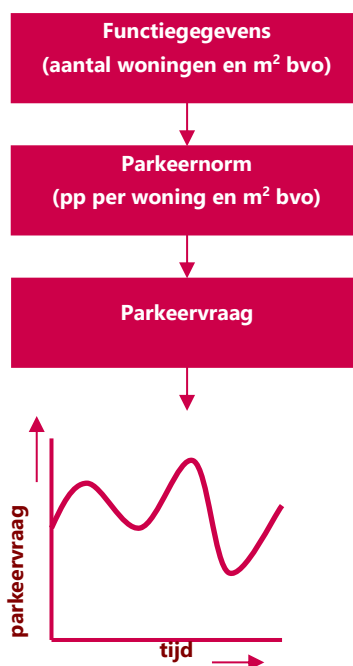 Functiegegevens
(aantal woningen en m² bvo)
Parkeernorm
(pp per woning en m² bvo)
Parkeervraag
parkeervraag
tijd